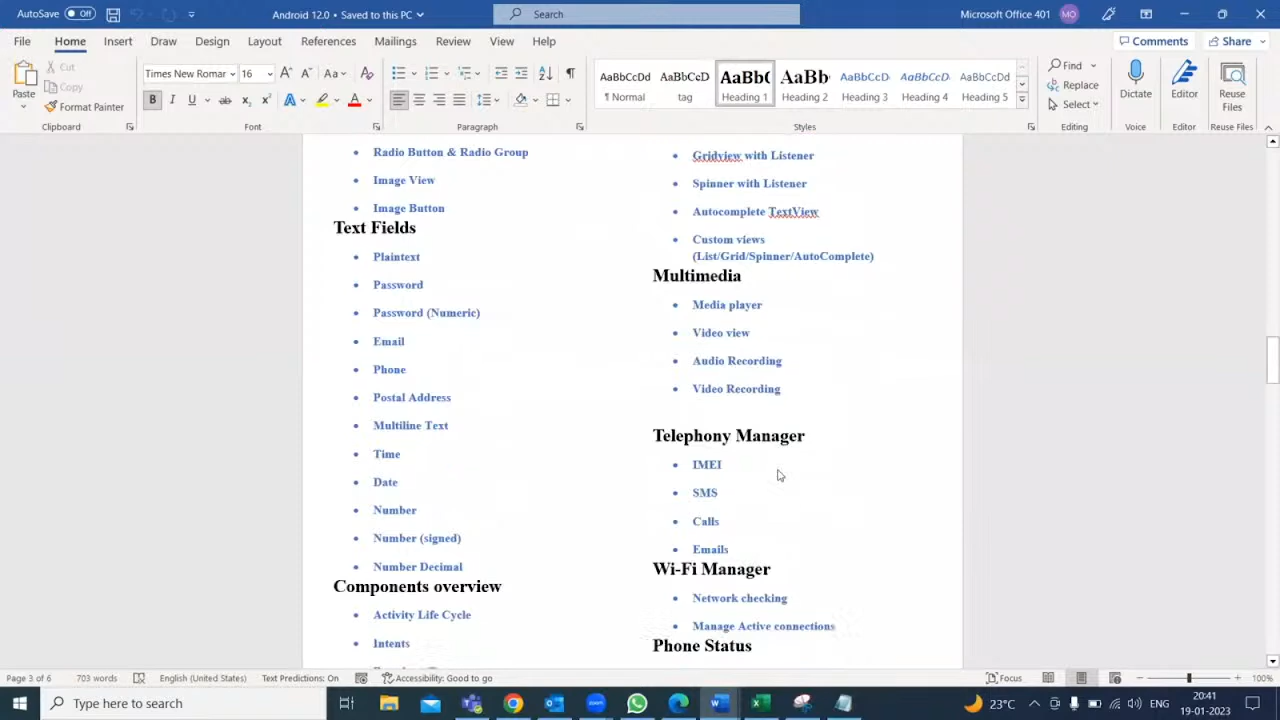 Android 12.0 • Saved to this PC
Search
Microsoft Office 401
MO
File
Home
Insert
Draw
Design
Layout
References
Mailings
Review
View
Help
Comments
Share
Paste
Cut
Copy
Format Painter
Clipboard
Times New Roman
16
Font
Paragraph
AaBbCcDd
¶ Normal
AaBbCcD
tag
AaBb(
Heading 1
AaBb
Heading 2
AaBbCcD
Heading 3
AaBbCcD
Heading 4
AaBbCcDd
Heading 5
Styles
Find
Replace
Select
Editing
Dictate
Voice
Editor
Editor
Reuse
Files
Reuse Files
Radio Button & Radio Group
Image View
Image Button
Text Fields
Plaintext
Password
Password (Numeric)
Email
Phone
Postal Address
Multiline Text
Time
Date
Number
Number (signed)
Number Decimal
Components overview
Activity Life Cycle
Intents
Gridview with Listener
Spinner with Listener
Autocomplete TextView
Custom views
(List/Grid/Spinner/AutoComplete)
Multimedia
Media player
Video view
Audio Recording
Video Recording
Telephony Manager
IMEI
SMS
Calls
Emails
Wi-Fi Manager
Network checking
Manage Active connections
Phone Status
Page 3 of 6
703 words
English (United States)
Text Predictions: On
Accessibility: Good to go
Focus
100%
Type here to search
23°C
ENG
20:41
19-01-2023